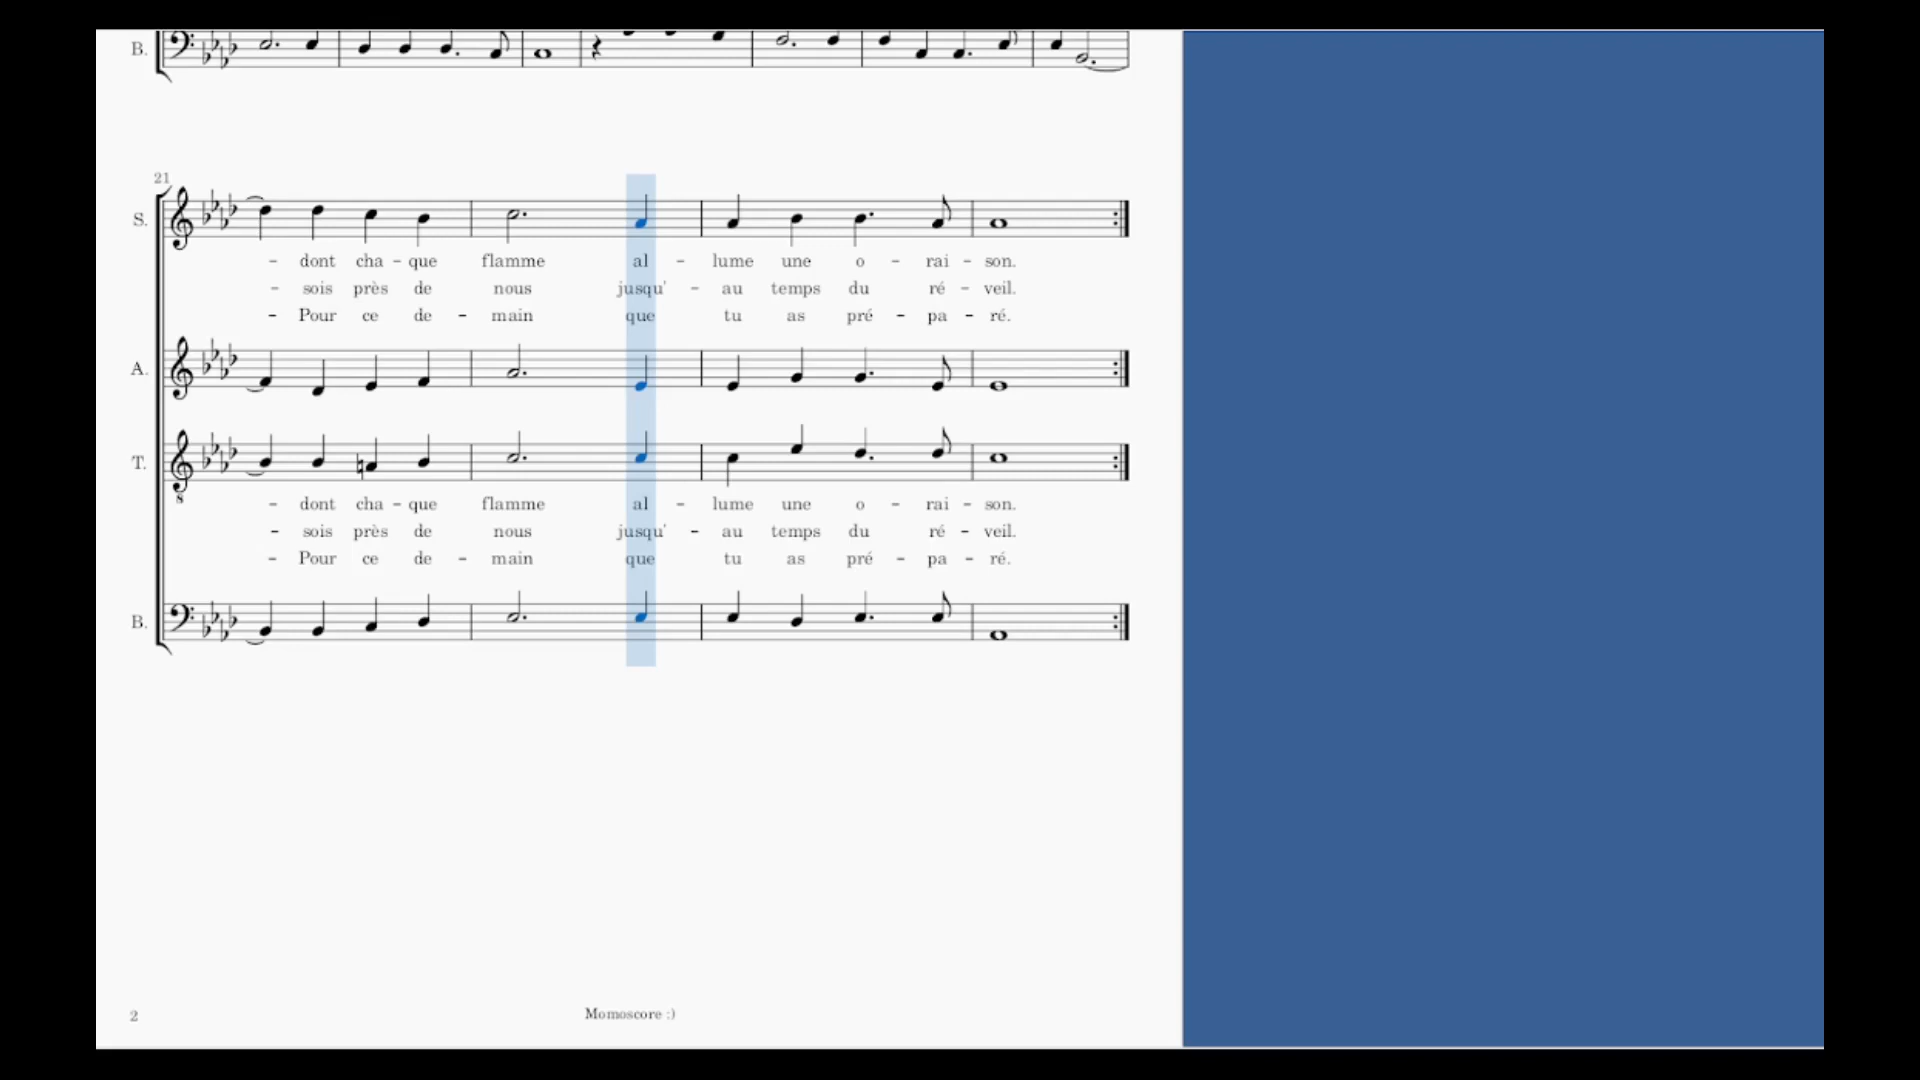 B.
21
S.
- dont cha - que flamme al - lume une o - rai - son.
- sois près de nous jusqu' - au temps du ré - veil.
- Pour ce de - main que tu as pré - pa - ré.
A.
T.
8
- dont cha - que flamme al - lume une o - rai - son.
- sois près de nous jusqu' - au temps du ré - veil.
- Pour ce de - main que tu as pré - pa - ré.
B.
2
Momoscore :)